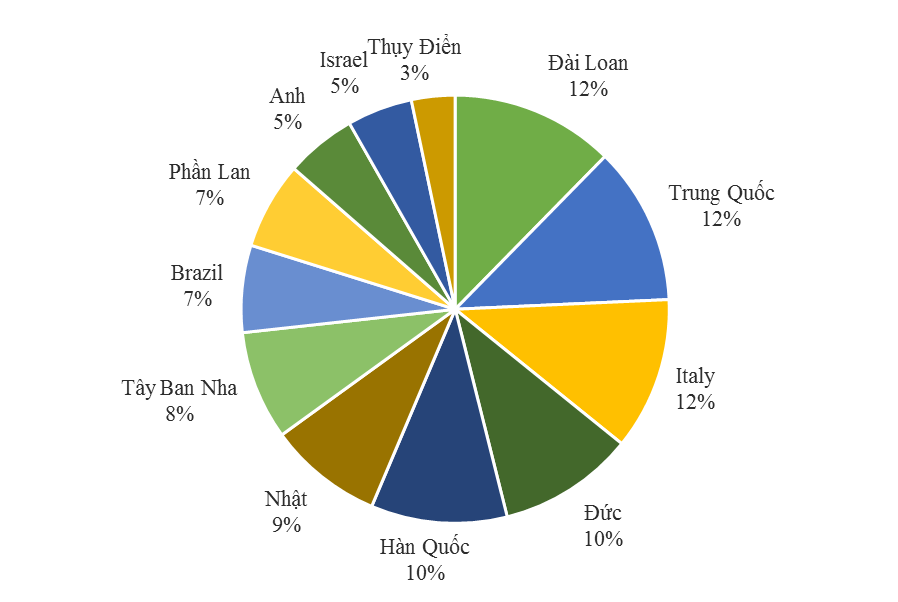 Thụy Điển
3%
Đài Loan
12%
Trung Quốc
12%
Italy
12%
Đức
10%
Hàn Quốc
10%
Nhật
9%
Tây Ban Nha
8%
Brazil
7%
Phần Lan
7%
Anh
5%
Israel
5%